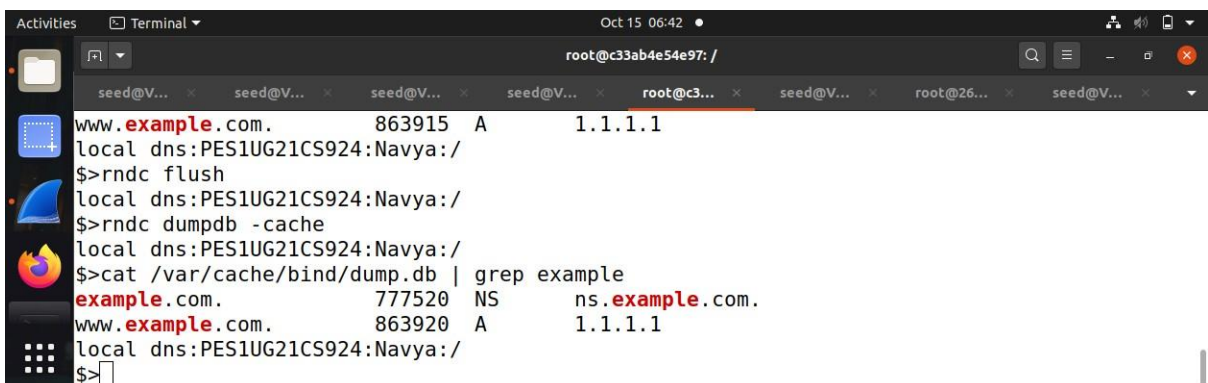 Activities Terminal Oct 15 06:42
root@c33ab4e54e97: /
seed@V... seed@V... seed@V... seed@V... root@c3... seed@V... root@26... seed@V...
www.example.com. 863915 A 1.1.1.1
local dns:PES1UG21CS924:Navya:/
$>rndc flush
local dns:PES1UG21CS924:Navya:/
$>rndc dumpdb -cache
local dns:PES1UG21CS924:Navya:/
$>cat /var/cache/bind/dump.db | grep example
example.com. 777520 NS ns.example.com.
www.example.com. 863920 A 1.1.1.1
local dns:PES1UG21CS924:Navya:/
$>